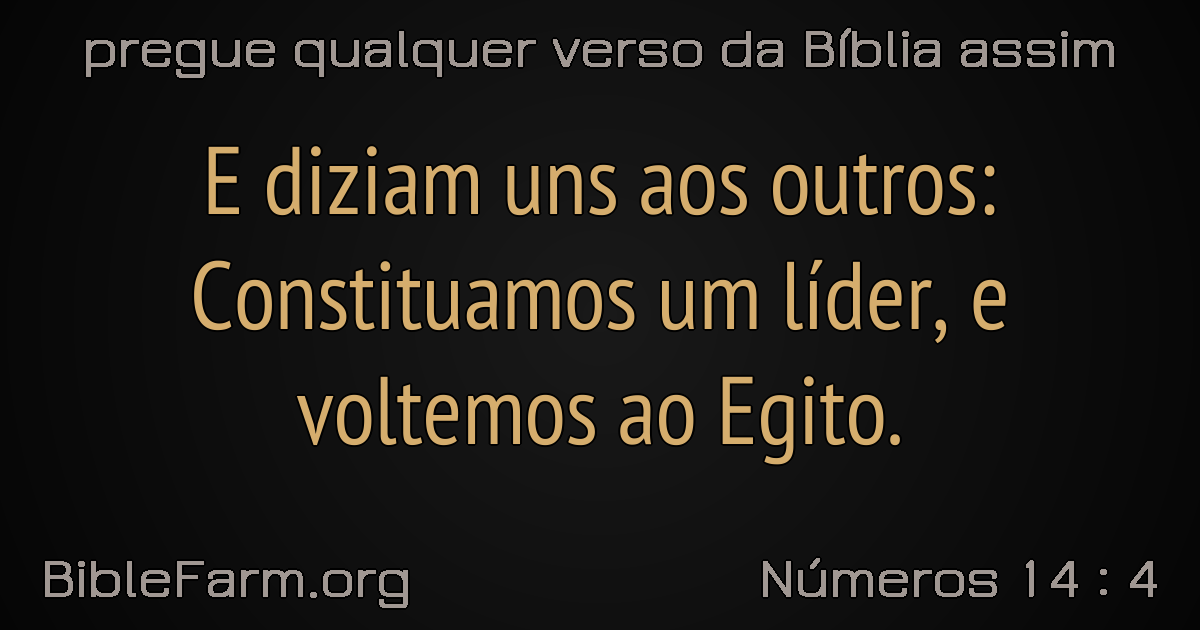 pregue qualquer verso da Bíblia assim
E diziam uns aos outros:
Constituamos um líder, e
voltemos ao Egito.
BibleFarm.org
Números 14 : 4